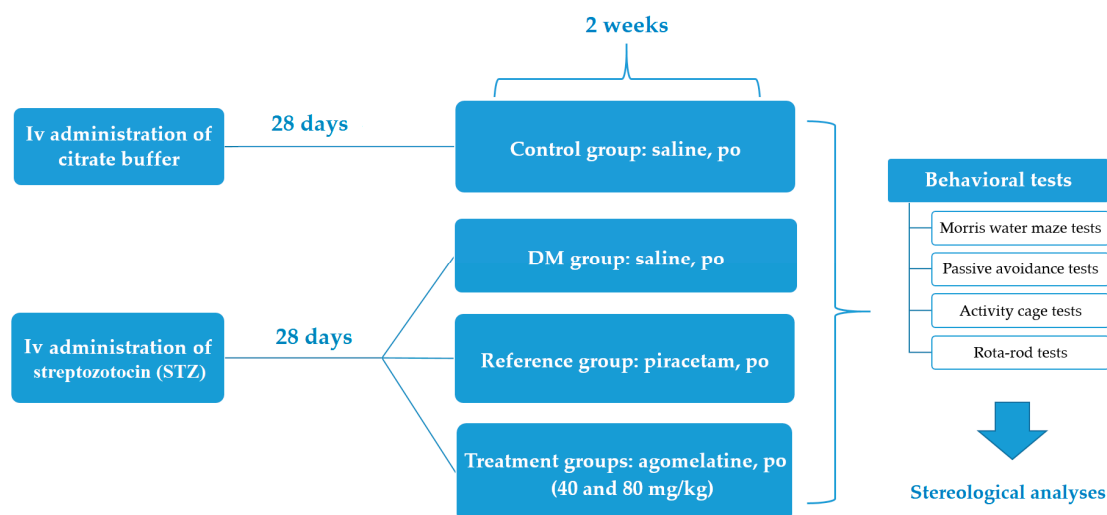 2 weeks
Iv administration of
citrate buffer
28 days
Control group: saline, po
DM group: saline, po
Iv administration of
streptozotocin (STZ)
28 days
Reference group: piracetam, po
Treatment groups: agomelatine, po
(40 and 80 mg/kg)
Behavioral tests
Morris water maze tests
Passive avoidance tests
Activity cage tests
Rota-rod tests
Stereological analyses